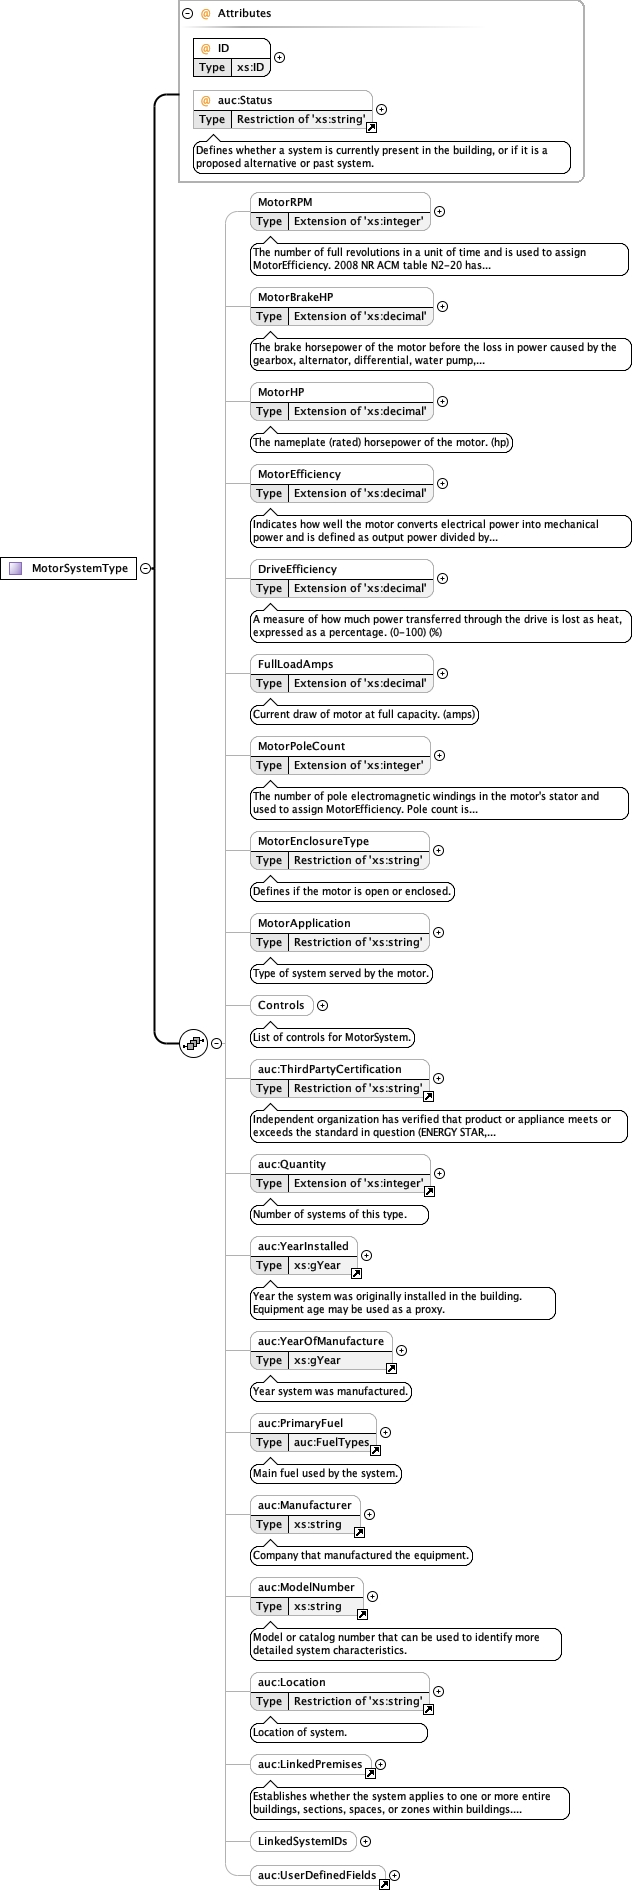 Attributes
@ ID
Type xs:ID
@ auc:Status
Type Restriction of 'xs:string'
Defines whether a system is currently present in the building, or if it is a
proposed alternative or past system.
MotorRPM
Type Extension of 'xs:integer'
The number of full revolutions in a unit of time and is used to assign
MotorEfficiency. 2008 NR ACM table N2-20 has...
MotorBrakeHP
Type Extension of 'xs:decimal'
The brake horsepower of the motor before the loss in power caused by the
gearbox, alternator, differential, water pump,...
MotorHP
Type Extension of 'xs:decimal'
The nameplate (rated) horsepower of the motor. (hp)
MotorEfficiency
Type Extension of 'xs:decimal'
Indicates how well the motor converts electrical power into mechanical
power and is defined as output power divided by...
MotorSystemType
DriveEfficiency
Type Extension of 'xs:decimal'
A measure of how much power transferred through the drive is lost as heat,
expressed as a percentage. (0-100) (%)
FullLoadAmps
Type Extension of 'xs:decimal'
Current draw of motor at full capacity. (amps)
MotorPoleCount
Type Extension of 'xs:integer'
The number of pole electromagnetic windings in the motor's stator and
used to assign MotorEfficiency. Pole count is...
MotorEnclosureType
Type Restriction of 'xs:string'
Defines if the motor is open or enclosed.
MotorApplication
Type Restriction of 'xs:string'
Type of system served by the motor.
Controls
List of controls for MotorSystem.
auc:ThirdPartyCertification
Type Restriction of 'xs:string'
Independent organization has verified that product or appliance meets or
exceeds the standard in question (ENERGY STAR,...
auc:Quantity
Type Extension of 'xs:integer'
Number of systems of this type.
auc:YearInstalled
Type xs:gYear
Year the system was originally installed in the building.
Equipment age may be used as a proxy.
auc:YearOfManufacture
Type xs:gYear
Year system was manufactured.
auc:PrimaryFuel
Type auc:FuelTypes
Main fuel used by the system.
auc:Manufacturer
Type xs:string
Company that manufactured the equipment.
auc:ModelNumber
Type xs:string
Model or catalog number that can be used to identify more
detailed system characteristics.
auc:Location
Type Restriction of 'xs:string'
Location of system.
auc:LinkedPremises
Establishes whether the system applies to one or more entire
buildings, sections, spaces, or zones within buildings....
LinkedSystemIDs
auc:UserDefinedFields